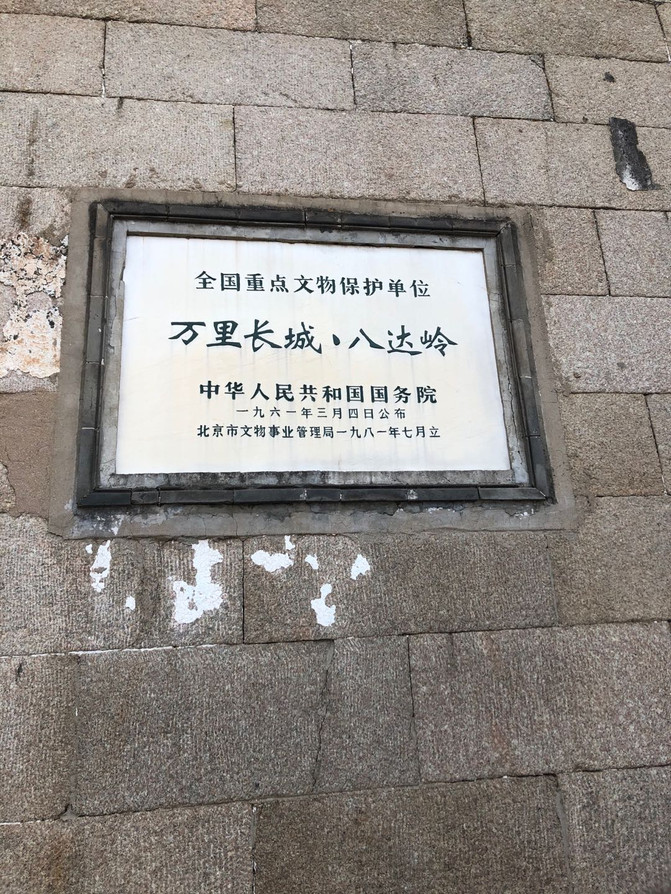 全国重点文物保护单位
万里长城、八达岭
中华人民共和国国务院
一九六一年三月四日公布
北京市文物事业管理局一九八一年七月立